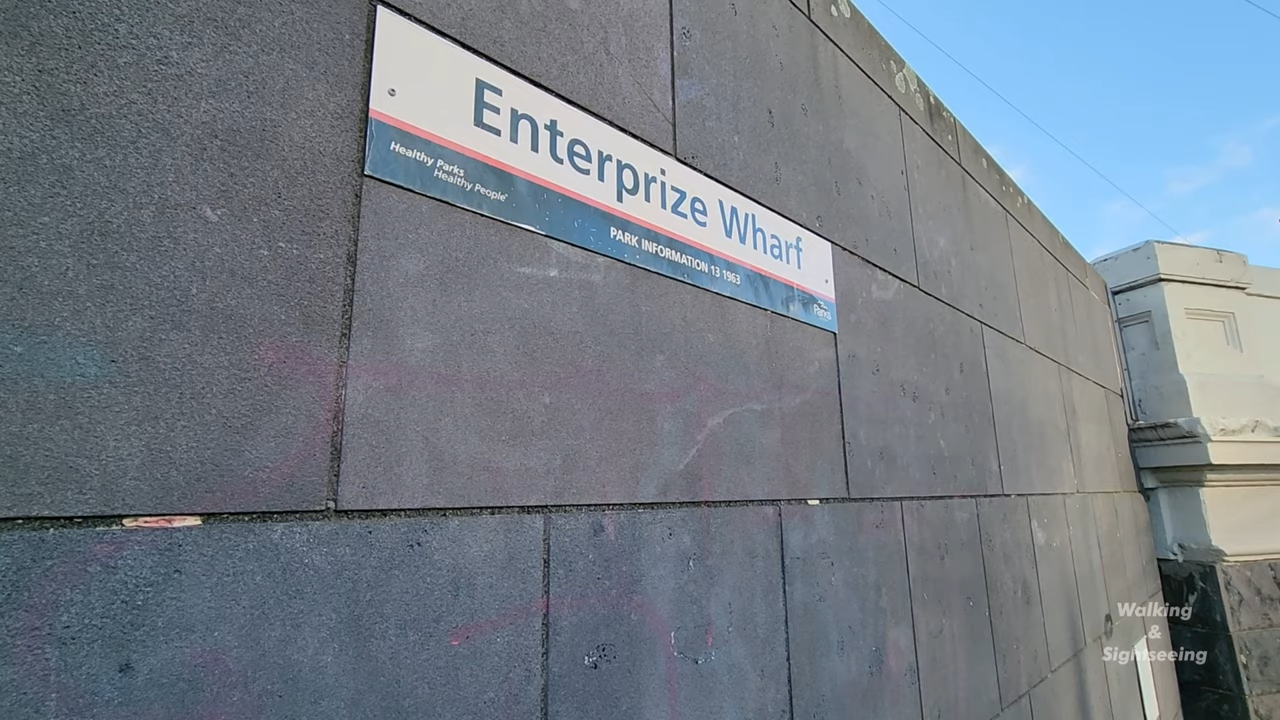 Enterprize Wharf
Healthy Parks
Healthy People
PARK INFORMATION 13 1963
Parks
Walking
&
Sightseeing